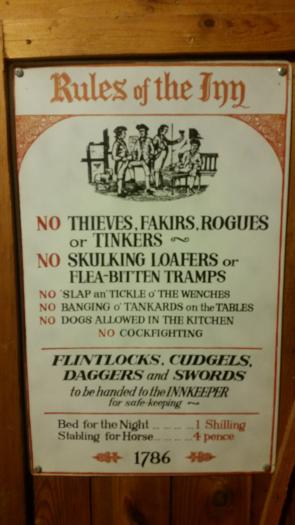 Rules of the Inn
NO THIEVES, FAKIRS, ROGUES
or TINKERS ~
NO SKULKING LOAFERS or
FLEA-BITTEN TRAMPS
NO 'SLAP an' TICKLE o' THE WENCHES
NO BANGING o' TANKARDS on the TABLES
NO DOGS ALLOWED IN THE KITCHEN
NO COCKFIGHTING
FLINTLOCKS, CUDGELS,
DAGGERS and SWORDS
to be handed to the INNKEEPER
for safe-keeping ~
Bed for the Night ... ... ... 1 Shilling
Stabling for Horse ... ... ... 4 pence
1786